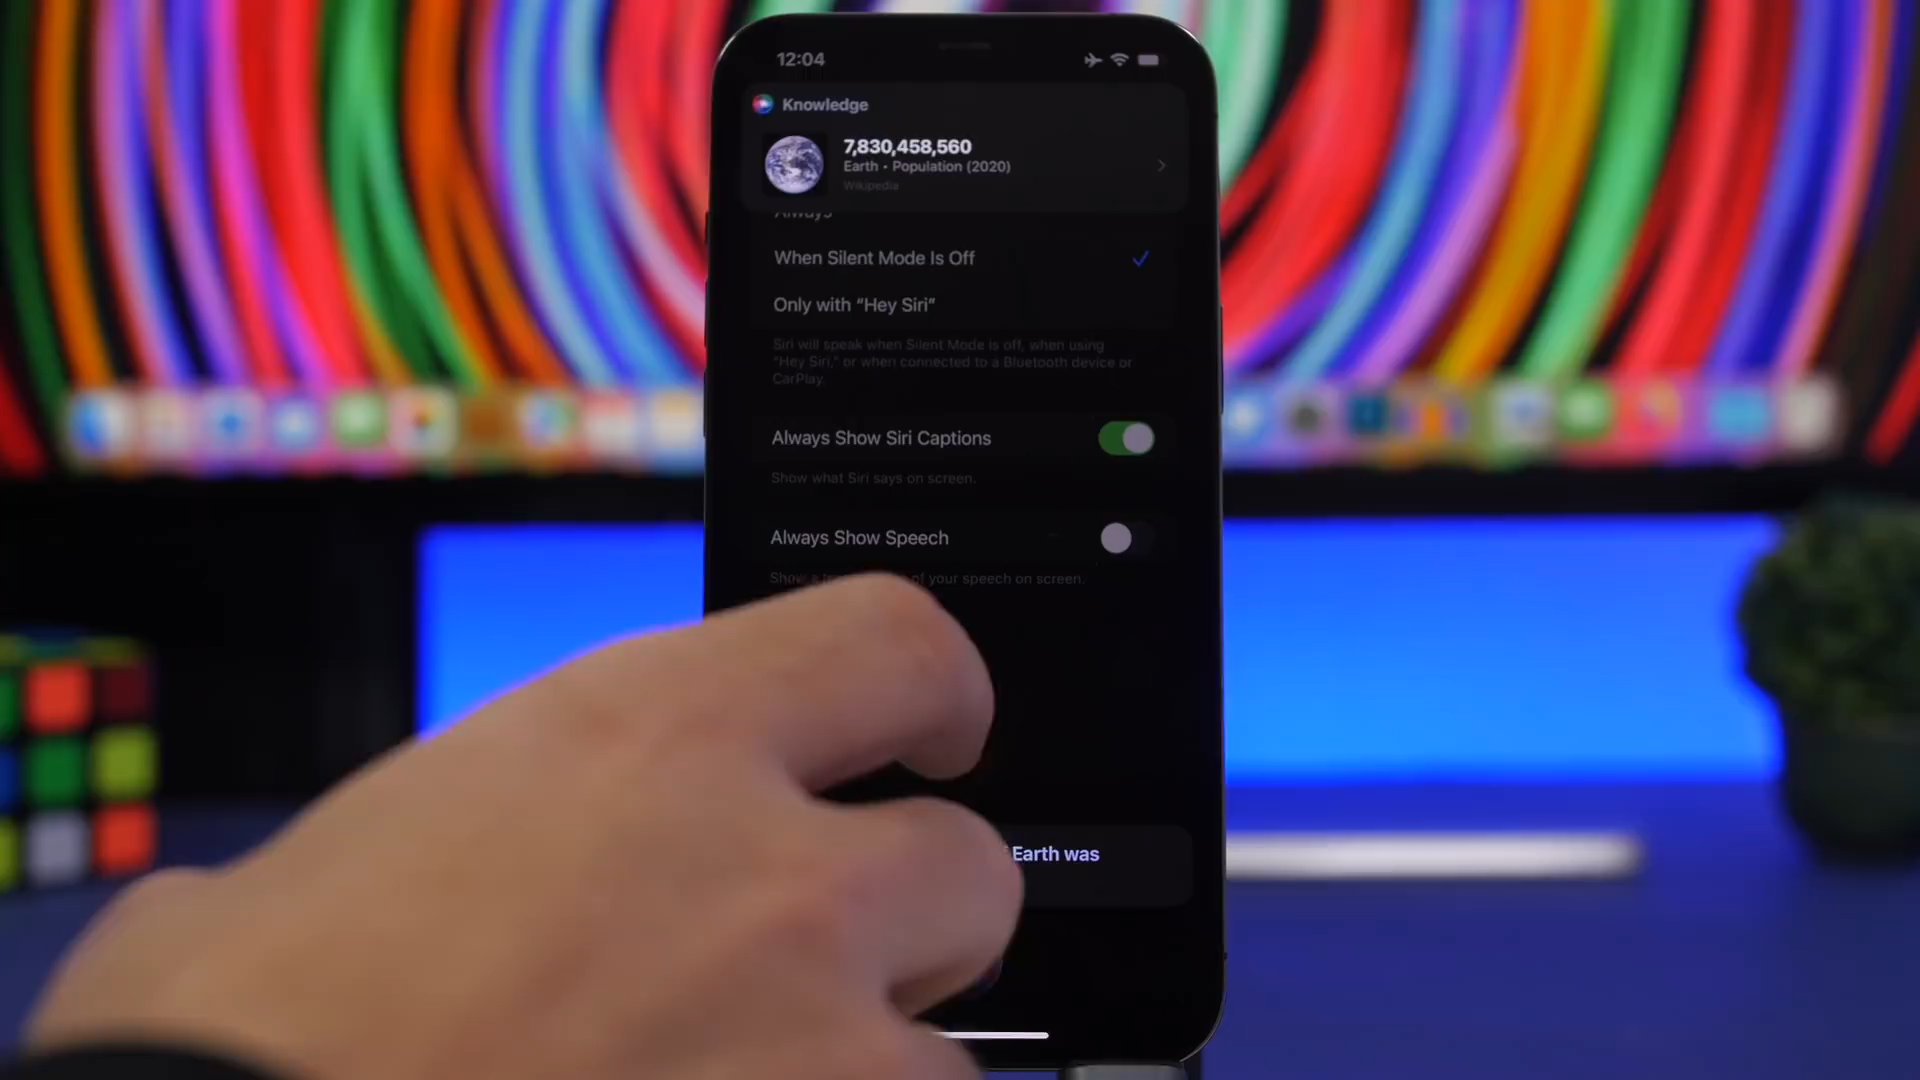 12:04
Knowledge
7,830,458,560
Earth • Population (2020)
Wikipedia
Always
When Silent Mode Is Off
Only with “Hey Siri”
Siri will speak when Silent Mode is off, when using
“Hey Siri,” or when connected to a Bluetooth device or
CarPlay.
Always Show Siri Captions
Show what Siri says on screen.
Always Show Speech
Show a of your speech on screen.
Earth was